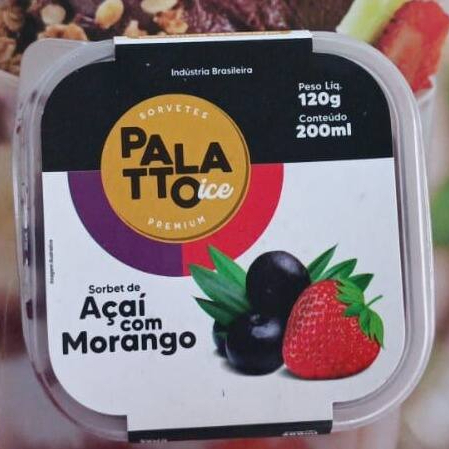 Indústria Brasileira
Peso Líq.
120g
Conteúdo
200ml
SORVETES
PALA
TTO ice
PREMIUM
Sorbet de
Açaí
com
Morango